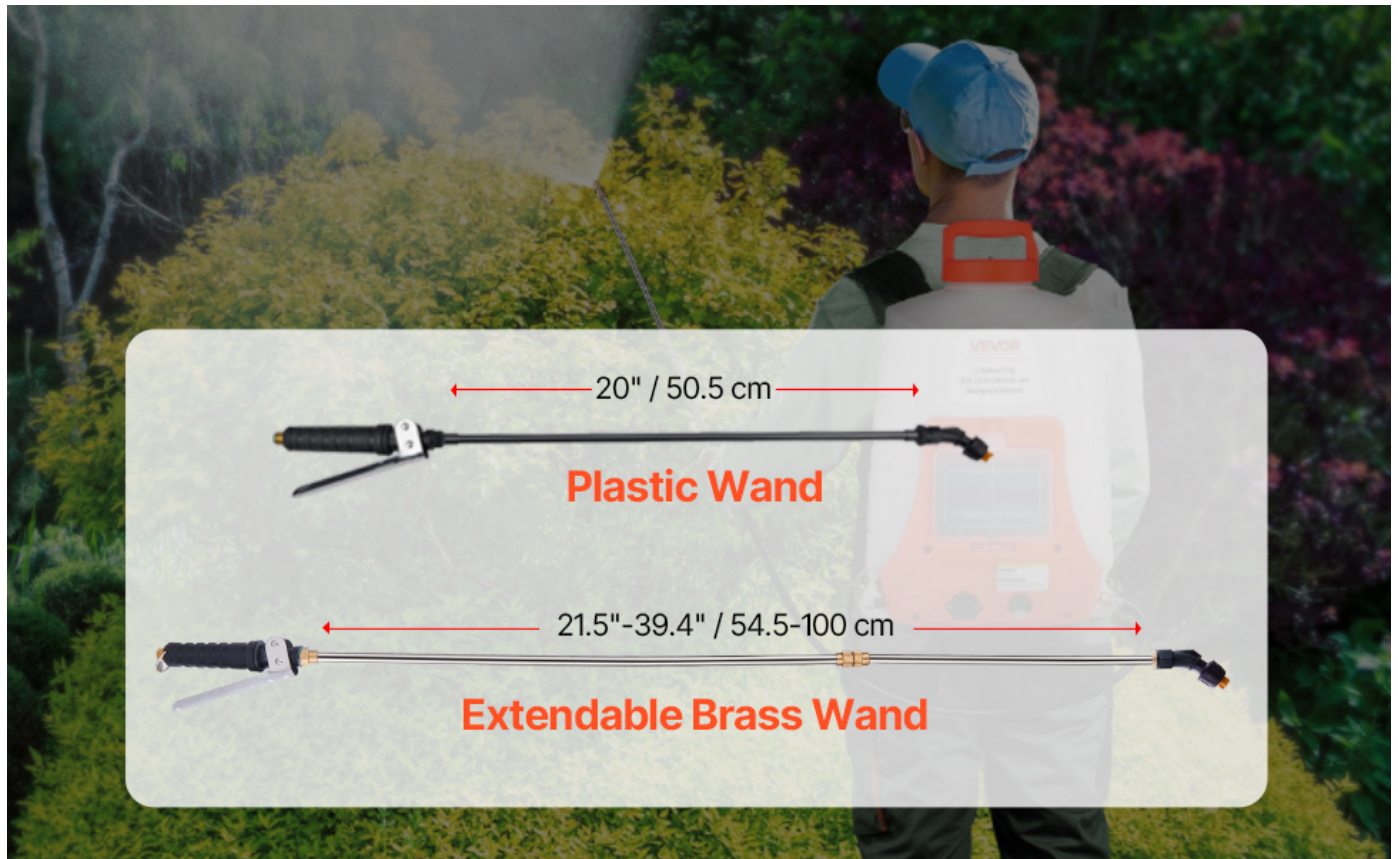 VEVOR
20" / 50.5 cm
Plastic Wand
21.5"-39.4" / 54.5-100 cm
Extendable Brass Wand